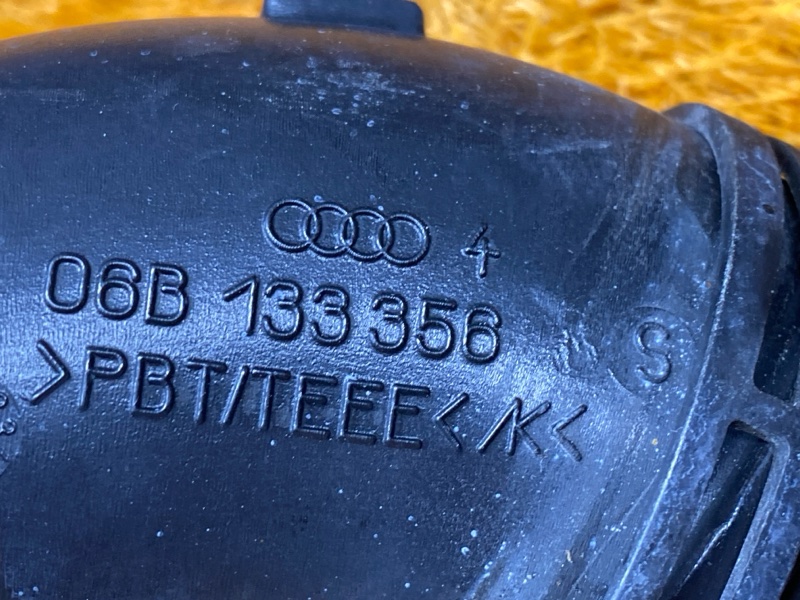 4
06B 133 356
S
>PBT/TEEE< /K<